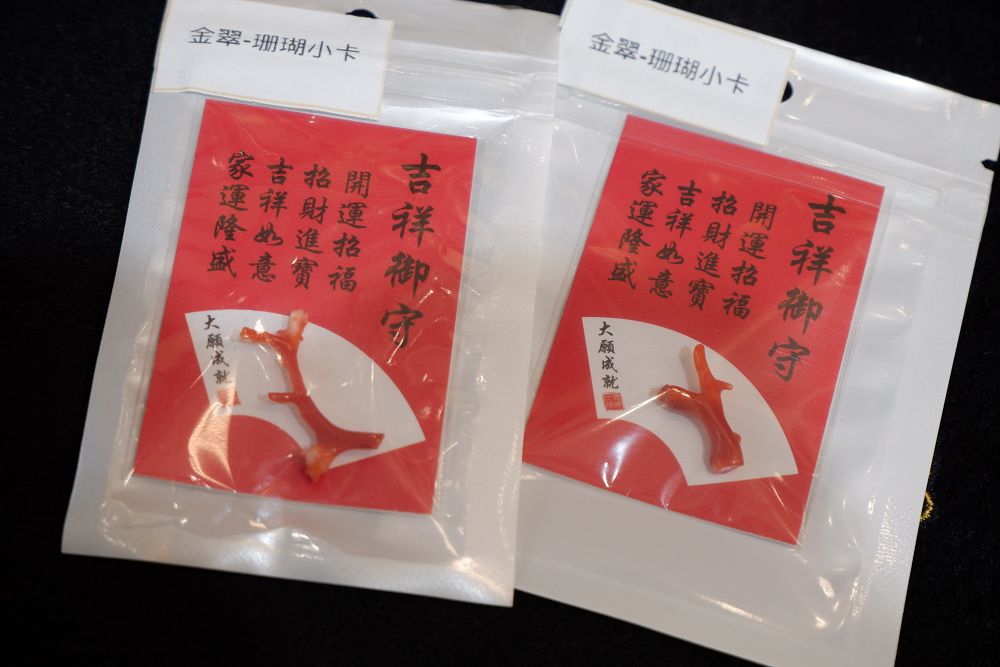 金翠-珊瑚小卡
吉祥御守
開運招福
招財進寶
吉祥如意
家運隆盛
大願成就
金翠-珊瑚小卡
吉祥御守
開運招福
招財進寶
吉祥如意
家運隆盛
大願成就